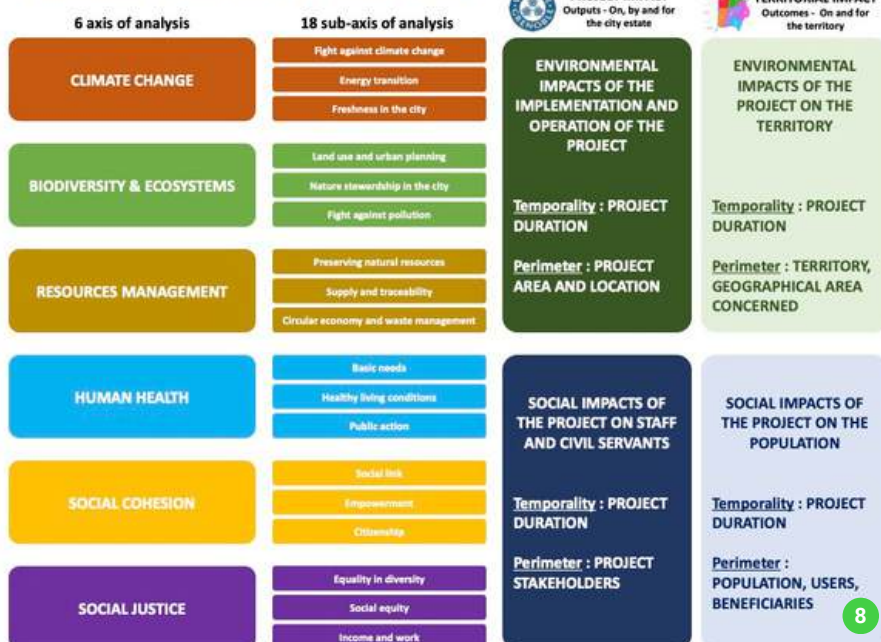 6 axis of analysis
18 sub-axis of analysis
Outputs - On, by and for
the city estate
TERRITORIAL IMPACT
Outcomes - On and for
the territory
CLIMATE CHANGE
Fight against climate change
Energy transition
Freshness in the city
BIODIVERSITY & ECOSYSTEMS
Land use and urban planning
Nature stewardship in the city
Fight against pollution
RESOURCES MANAGEMENT
Preserving natural resources
Supply and traceability
Circular economy and waste management
ENVIRONMENTAL
IMPACTS OF THE
IMPLEMENTATION AND
OPERATION OF THE
PROJECT
Temporality : PROJECT
DURATION
Perimeter : PROJECT
AREA AND LOCATION
ENVIRONMENTAL
IMPACTS OF THE
PROJECT ON THE
TERRITORY
Temporality : PROJECT
DURATION
Perimeter : TERRITORY,
GEOGRAPHICAL AREA
CONCERNED
HUMAN HEALTH
Basic needs
Healthy living conditions
Public action
SOCIAL COHESION
Social link
Empowerment
Citizenship
SOCIAL JUSTICE
Equality in diversity
Social equity
Income and work
SOCIAL IMPACTS OF
THE PROJECT ON STAFF
AND CIVIL SERVANTS
Temporality : PROJECT
DURATION
Perimeter : PROJECT
STAKEHOLDERS
SOCIAL IMPACTS OF
THE PROJECT ON THE
POPULATION
Temporality : PROJECT
DURATION
Perimeter :
POPULATION, USERS,
BENEFICIARIES
8